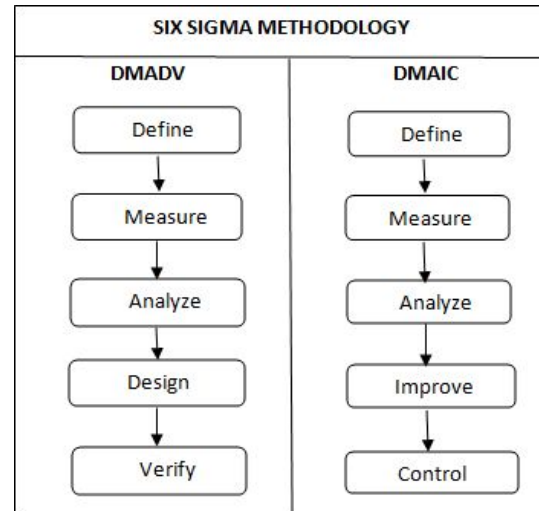 SIX SIGMA METHODOLOGY
DMADV
Define
Measure
Analyze
Design
Verify
DMAIC
Define
Measure
Analyze
Improve
Control